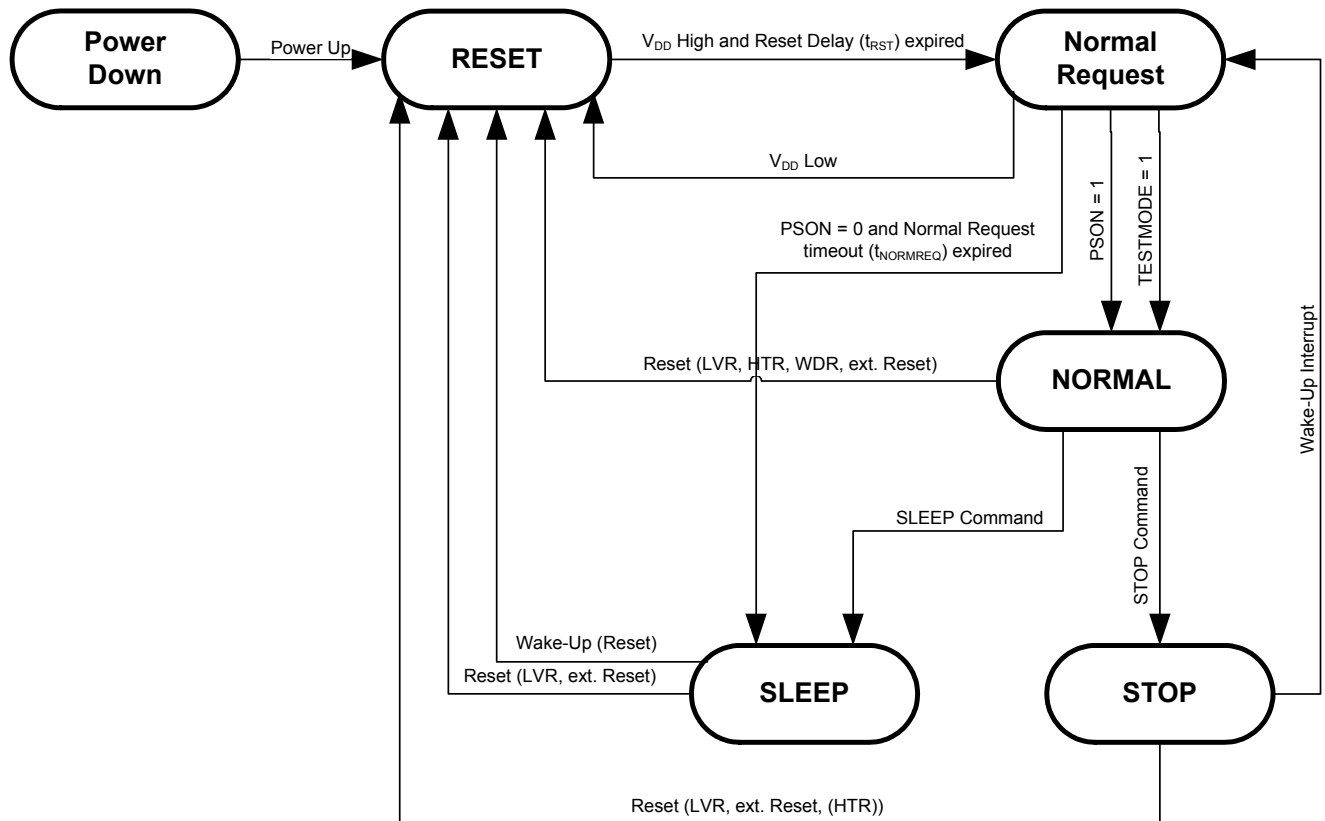 Power
Down
Power Up
RESET
V_DD High and Reset Delay (t_RST) expired
Normal
Request
V_DD Low
PSON = 1
TESTMODE = 1
PSON = 0 and Normal Request
timeout (t_NORMREQ) expired
Reset (LVR, HTR, WDR, ext. Reset)
NORMAL
Wake-Up Interrupt
SLEEP Command
STOP Command
Wake-Up (Reset)
Reset (LVR, ext. Reset)
SLEEP
STOP
Reset (LVR, ext. Reset, (HTR))